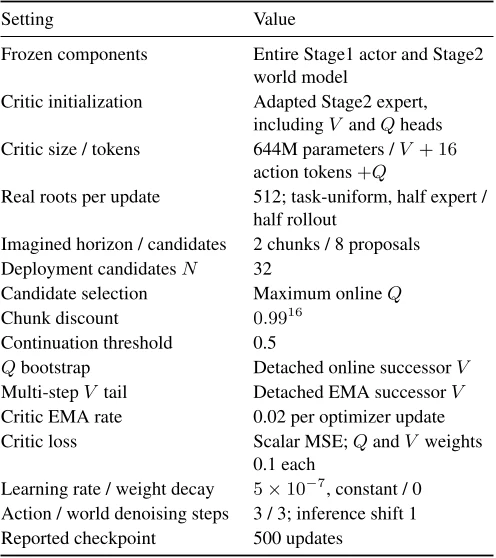 Setting Value
Frozen components Entire Stage1 actor and Stage2
world model
Critic initialization Adapted Stage2 expert,
including V and Q heads
Critic size / tokens 644M parameters / V + 16
action tokens +Q
Real roots per update 512; task-uniform, half expert /
half rollout
Imagined horizon / candidates 2 chunks / 8 proposals
Deployment candidates N 32
Candidate selection Maximum online Q
Chunk discount 0.99^16
Continuation threshold 0.5
Q bootstrap Detached online successor V
Multi-step V tail Detached EMA successor V
Critic EMA rate 0.02 per optimizer update
Critic loss Scalar MSE; Q and V weights
0.1 each
Learning rate / weight decay 5 × 10^−7, constant / 0
Action / world denoising steps 3 / 3; inference shift 1
Reported checkpoint 500 updates